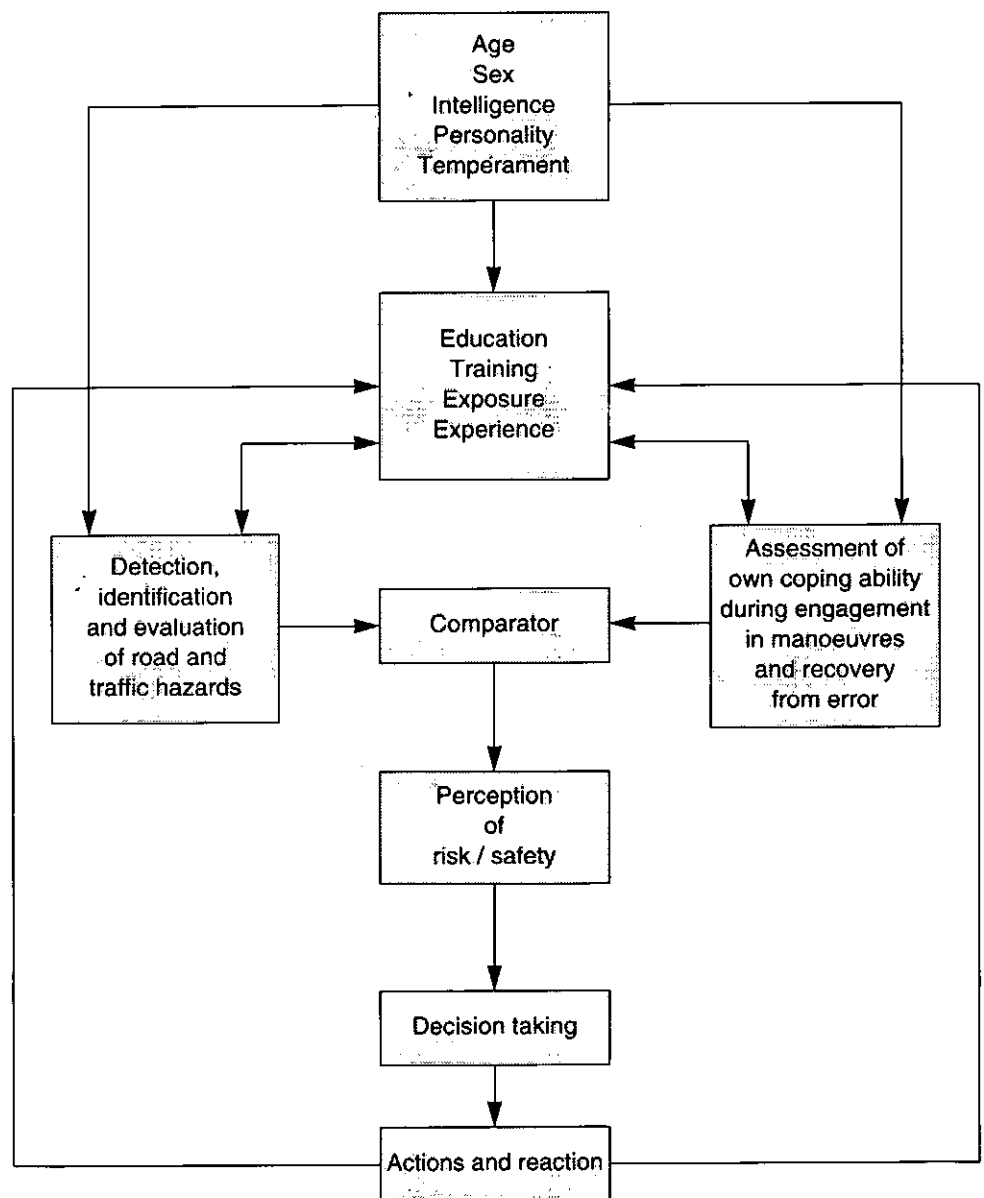 Age
Sex
Intelligence
Personality
Temperament
Education
Training
Exposure
Experience
Detection,
identification
and evaluation
of road and
traffic hazards
Comparator
Assessment of
own coping ability
during engagement
in manoeuvres
and recovery
from error
Perception
of
risk / safety
Decision taking
Actions and reaction